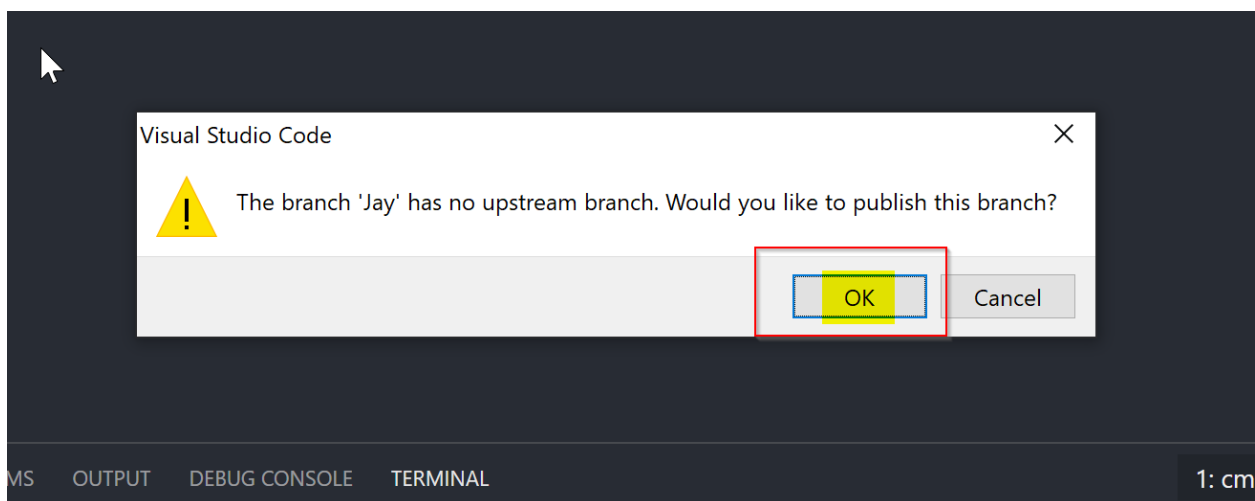 Visual Studio Code
The branch 'Jay' has no upstream branch. Would you like to publish this branch?
OK Cancel
MS OUTPUT DEBUG CONSOLE TERMINAL 1: cm